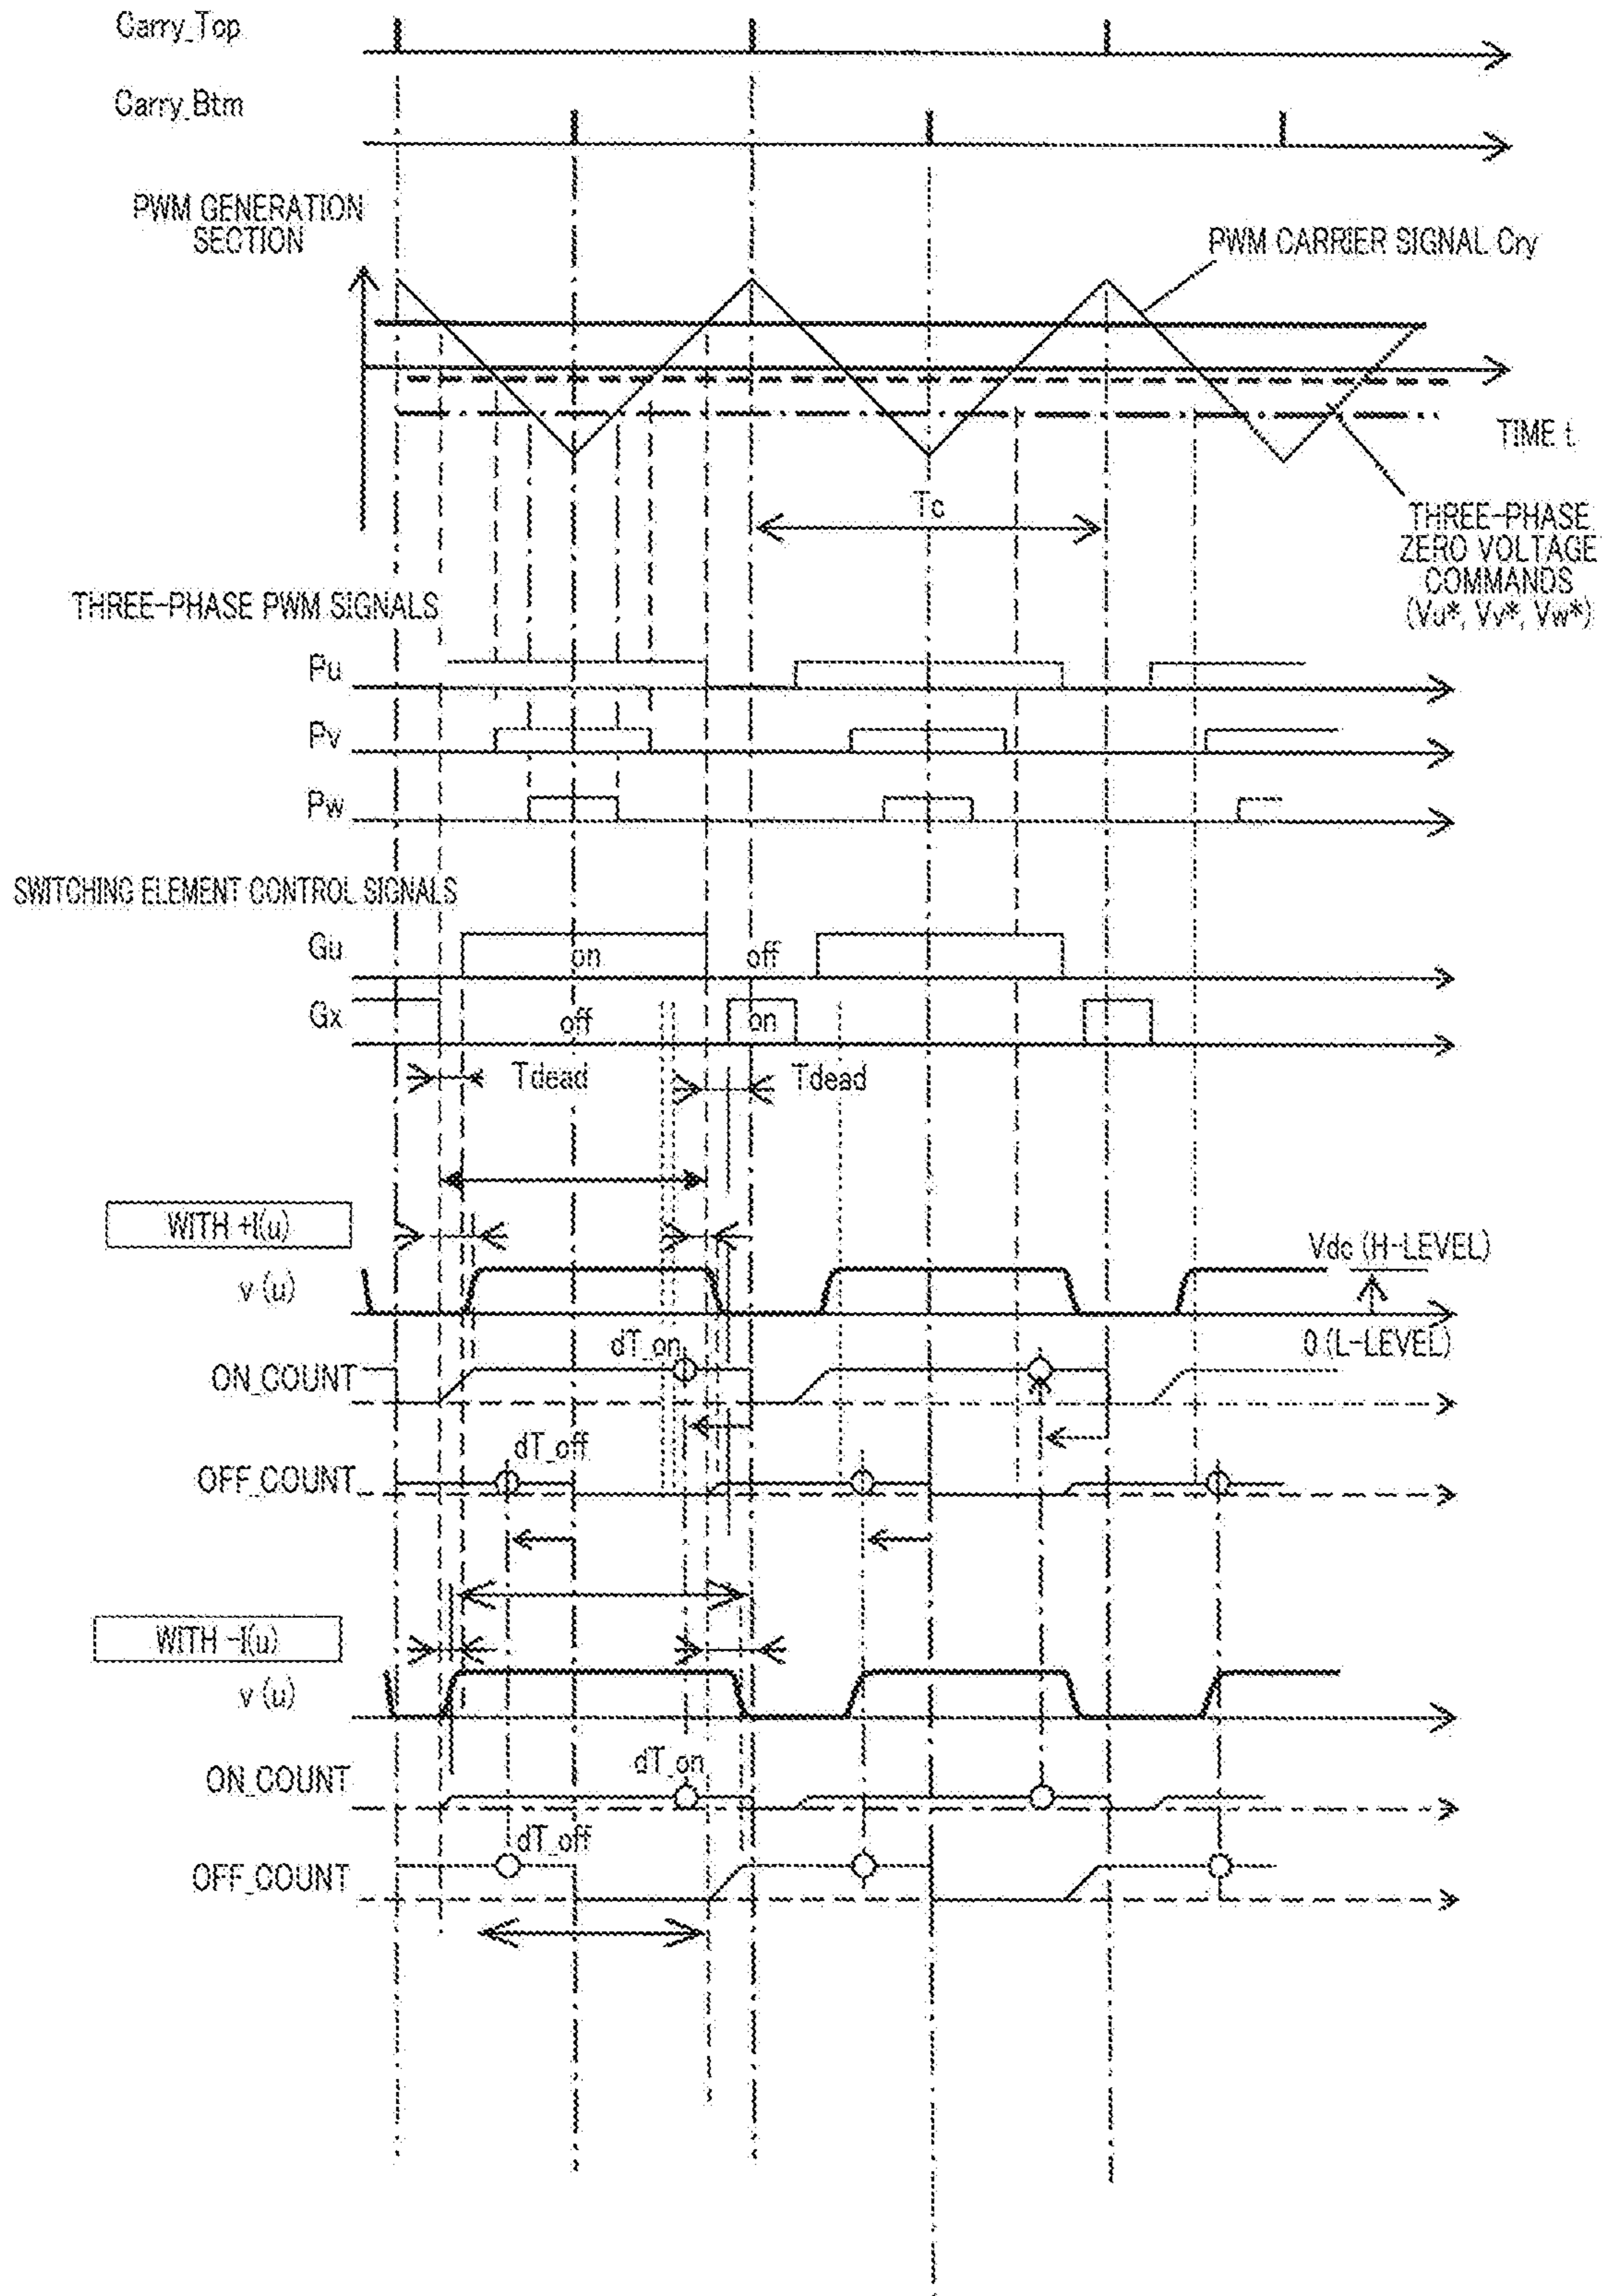 Carry_Top
Carry_Btm
PWM GENERATION
SECTION
PWM CARRIER SIGNAL Cry
TIME t
Tc
THREE-PHASE
ZERO VOLTAGE
COMMANDS
(Vu*, Vv*, Vw*)
THREE-PHASE PWM SIGNALS
Pu
Pv
Pw
SWITCHING ELEMENT CONTROL SIGNALS
Gu
on
off
Gx
off
on
Tdead
Tdead
WITH +I(u)
Vdc (H-LEVEL)
v (u)
0 (L-LEVEL)
dT_on
ON_COUNT
dT_off
OFF_COUNT
WITH -I(u)
v (u)
dT_on
ON_COUNT
dT_off
OFF_COUNT